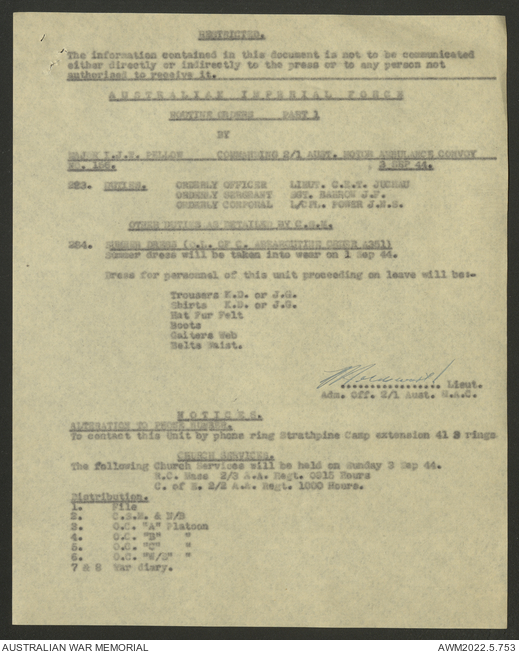 RESTRICTED.
The information contained in this document is not to be communicated
either directly or indirectly to the press or to any person not
authorised to receive it.
AUSTRALIAN IMPERIAL FORCE
ROUTINE ORDERS PART 1
BY
MAJOR I.J.W. PELLOW COMMANDING 2/1 AUST. MOTOR AMBULANCE CONVOY
NO. 186. 3 SEP 44.
223. DUTIES. ORDERLY OFFICER LIEUT. JUCHAU
ORDERLY SERGEANT SGT. BARROW J.F.
ORDERLY CORPORAL L/CPL. POWER J.N.S.
OTHER DUTIES AS DETAILED BY C.S.M.
224. SUMMER DRESS ORDER
Summer dress will be taken into wear on 1 Sep 44.
Dress for personnel of this unit proceeding on leave will be:-
Trousers K.D. or J.G.
Shirts K.D. or J.G.
Hat Fur Felt
Boots
Gaiters Web
Belts Waist.
Lieut.
Adm. Off. 2/1 Aust. M.A.C.
NOTICES.
ALTERATION TO PHONE NUMBER.
To contact this Unit by phone ring Strathpine Camp extension 41 3 rings
CHURCH SERVICES.
The following Church Services will be held on Sunday 3 Sep 44.
R.C. Mass 2/3 A.A. Regt. 0915 Hours
C. of E. 2/2 A.A. Regt. 1000 Hours.
Distribution.
1. File
2. C.S.M. & N/B
3. O.C. "A" Platoon
4. O.C. "B" "
5. O.C. "C" "
6. O.C. "
7 & 8 War diary.
AUSTRALIAN WAR MEMORIAL AWM2022.5.753